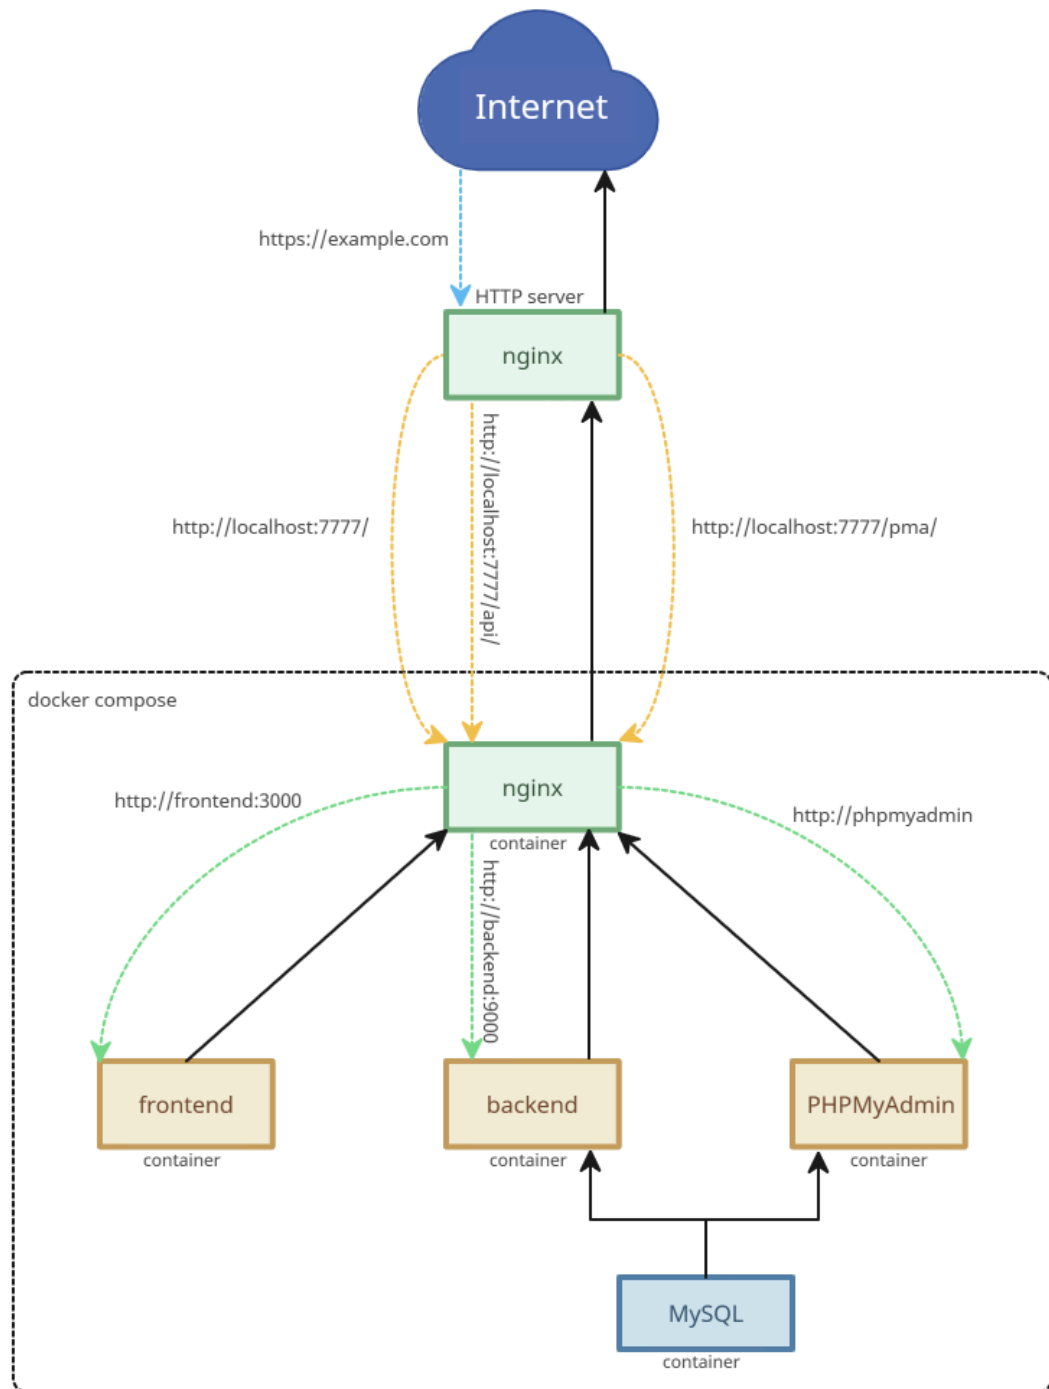 Internet
https://example.com
HTTP server
nginx
http://localhost:7777/
http://localhost:7777/api/
http://localhost:7777/pma/
docker compose
nginx
container
http://frontend:3000
http://backend:9000
http://phpmyadmin
frontend
container
backend
container
PHPMyAdmin
container
MySQL
container